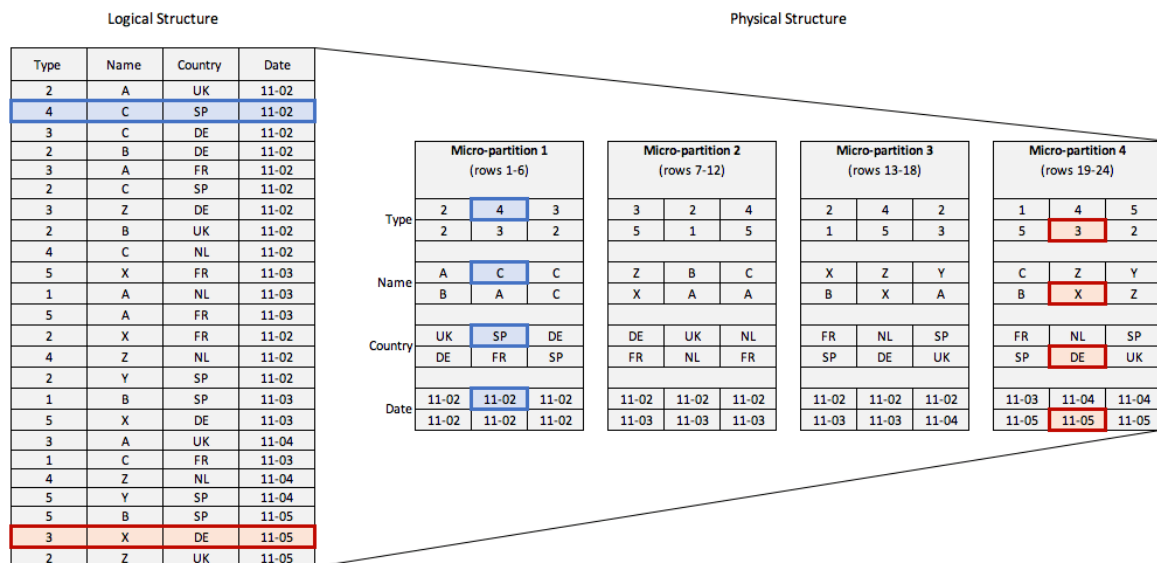 Logical Structure
Physical Structure
Type Name Country Date
2 A UK 11-02
4 C SP 11-02
3 C DE 11-02
2 B DE 11-02
3 A FR 11-02
2 C SP 11-02
3 Z DE 11-02
2 B UK 11-02
4 C NL 11-02
5 X FR 11-03
1 A NL 11-03
5 A FR 11-03
2 X FR 11-02
4 Z NL 11-02
2 Y SP 11-02
1 B SP 11-03
5 X DE 11-03
3 A UK 11-04
1 C FR 11-03
4 Z NL 11-04
5 Y SP 11-04
5 B SP 11-05
3 X DE 11-05
2 Z UK 11-05
Micro-partition 1 Micro-partition 2 Micro-partition 3 Micro-partition 4
(rows 1-6) (rows 7-12) (rows 13-18) (rows 19-24)
Type
2 4 3 3 2 4 2 4 2 1 4 5
2 3 2 5 1 5 1 5 3 5 3 2
Name
A C C Z B C X Z Y C Z Y
B A C X A A B X A B X Z
Country
UK SP DE DE UK NL FR NL SP FR NL SP
DE FR SP FR NL FR SP DE UK SP DE UK
Date
11-02 11-02 11-02 11-02 11-02 11-02 11-02 11-02 11-02 11-03 11-04 11-04
11-02 11-02 11-02 11-03 11-03 11-03 11-03 11-03 11-04 11-05 11-05 11-05